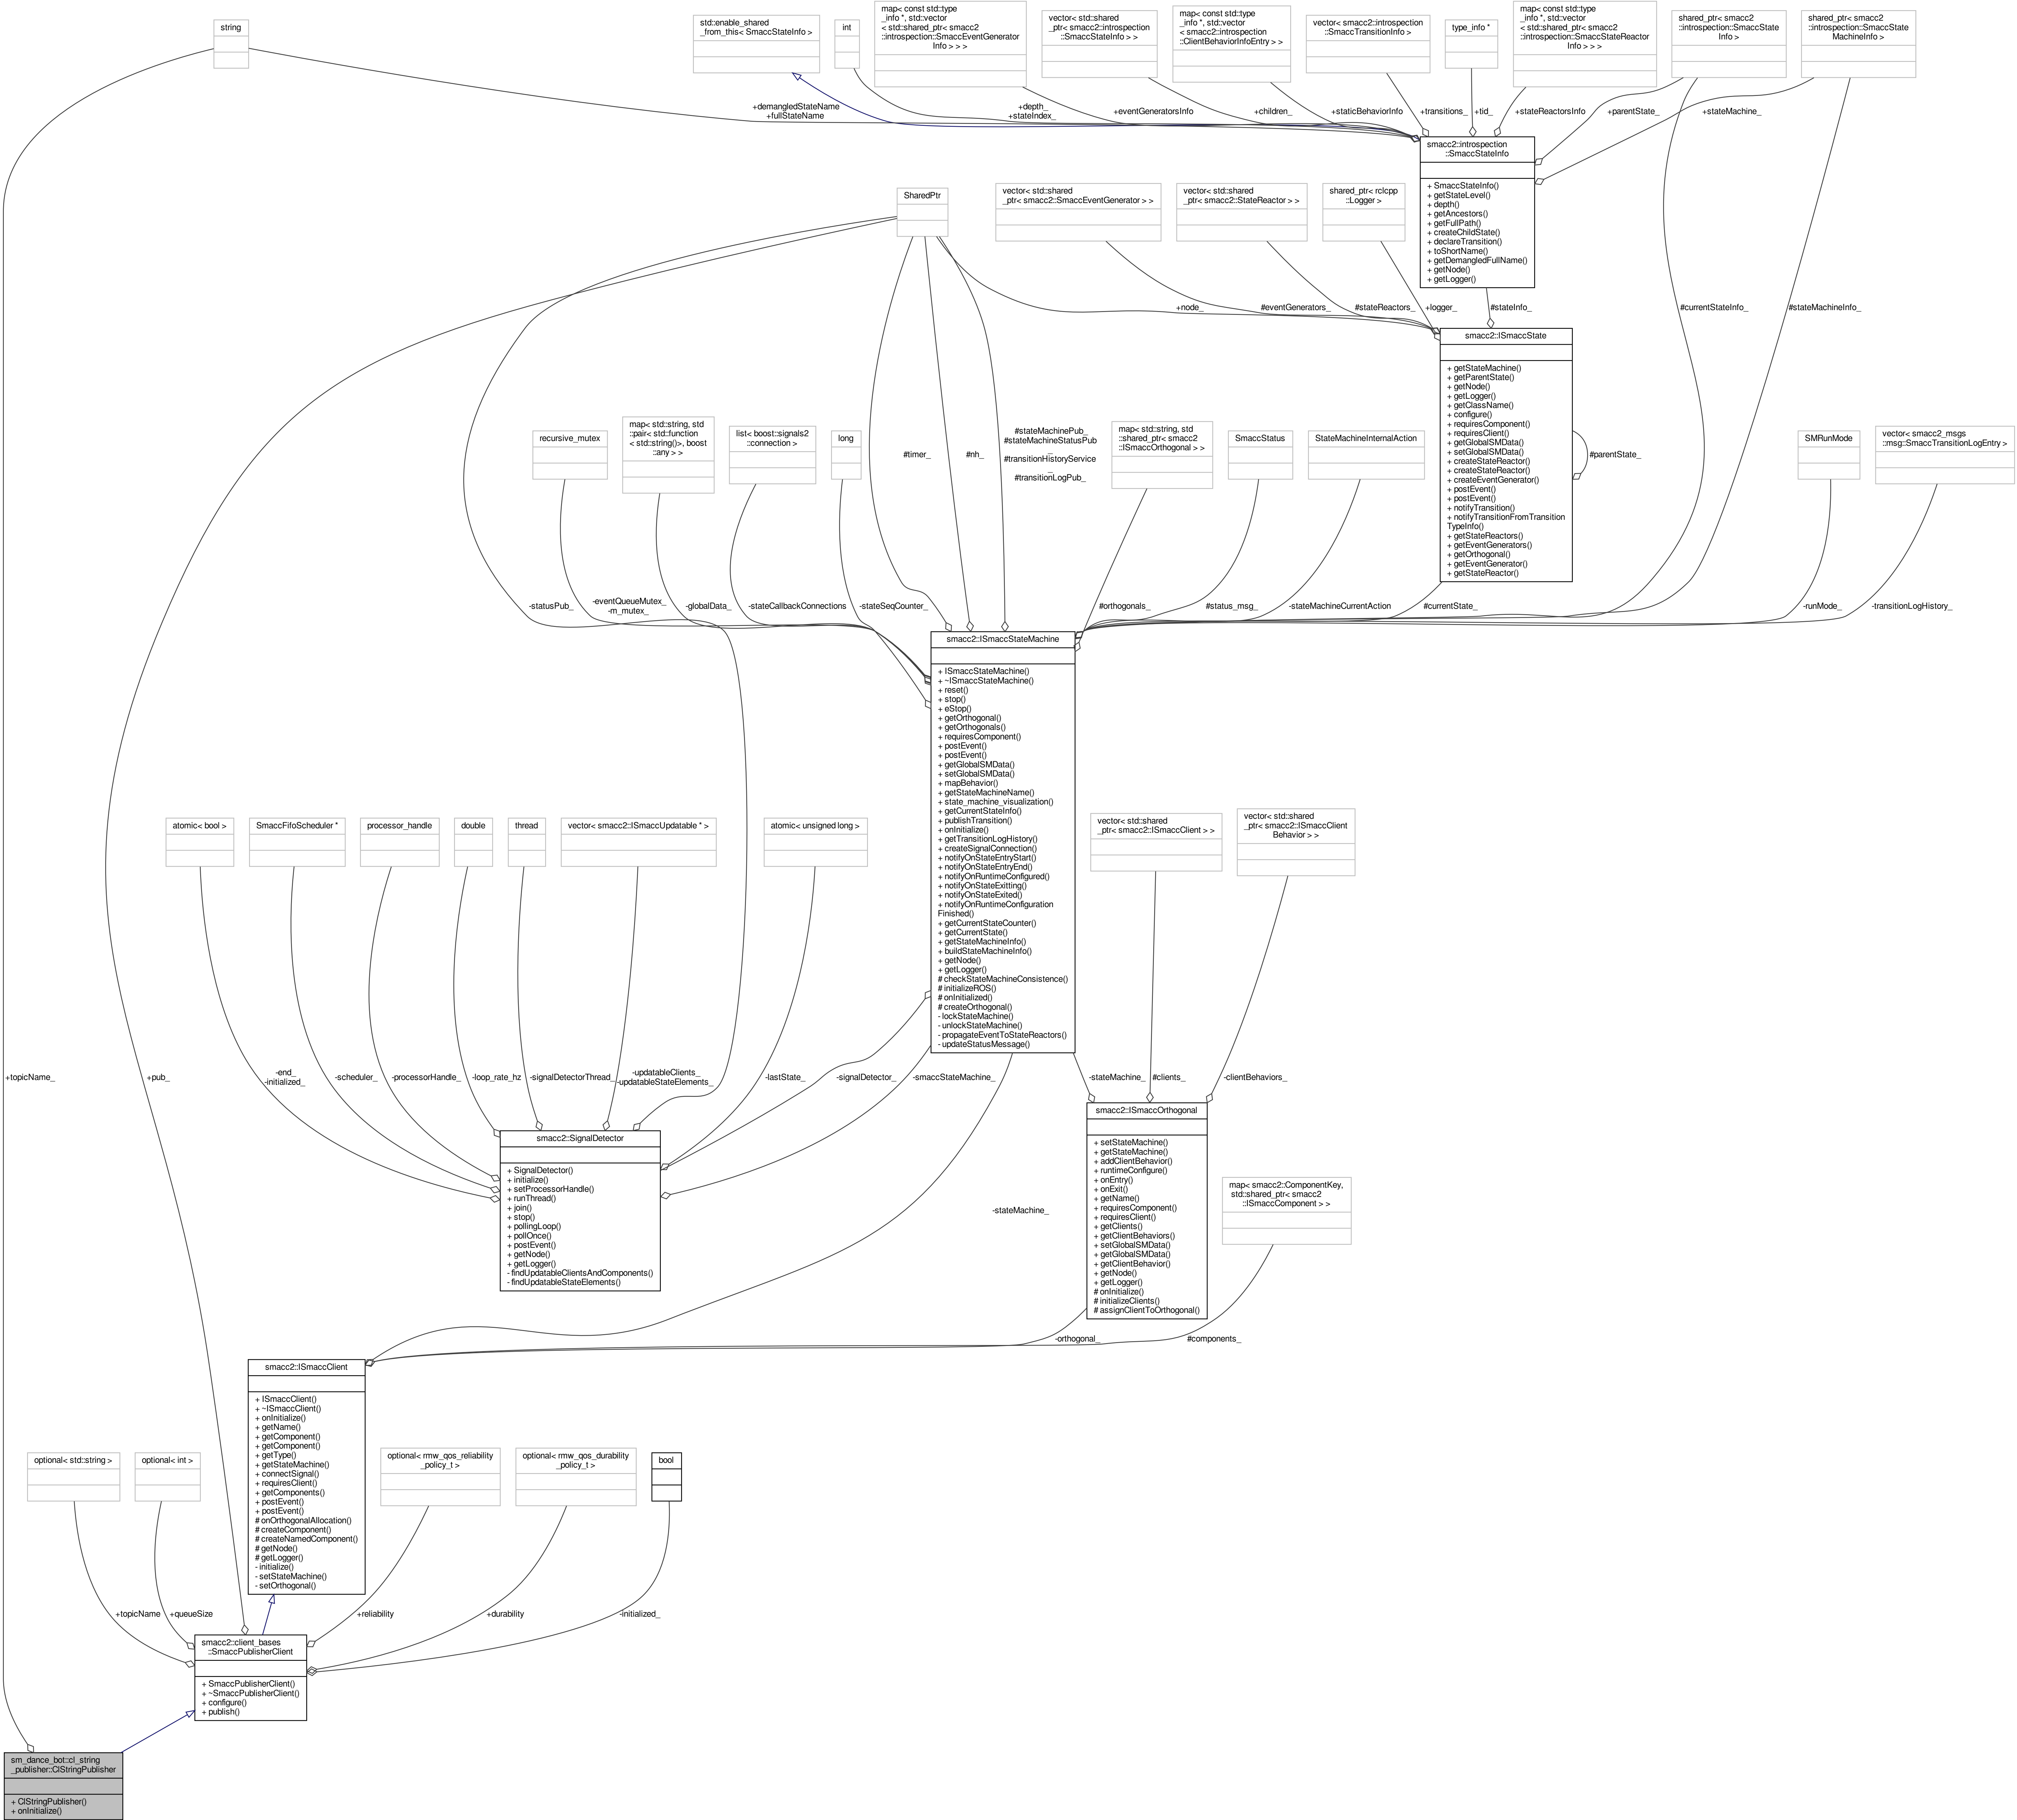 string
std::enable_shared
_from_this< SmaccStateInfo >
int
map< const std::type
_info *, std::vector
< std::shared_ptr< smacc2
::introspection::SmaccEventGenerator
Info > > >
vector< std::shared
_ptr< smacc2::introspection
::SmaccStateInfo > >
map< const std::type
_info *, std::vector
< smacc2::introspection
::ClientBehaviorInfoEntry > >
vector< smacc2::introspection
::SmaccTransitionInfo >
type_info *
map< const std::type
_info *, std::vector
< std::shared_ptr< smacc2
::introspection::SmaccStateReactor
Info > > >
shared_ptr< smacc2
::introspection::SmaccState
Info >
shared_ptr< smacc2
::introspection::SmaccState
MachineInfo >
+demangledStateName
+fullStateName
+depth_
+stateIndex_
+eventGeneratorsInfo
+children_
+staticBehaviorInfo
+transitions_
+tid_
+stateReactorsInfo
+parentState_
+stateMachine_
smacc2::introspection
::SmaccStateInfo
+ SmaccStateInfo()
+ getStateLevel()
+ depth()
+ getAncestors()
+ getFullPath()
+ createChildState()
+ declareTransition()
+ toShortName()
+ getDemangledFullName()
+ getNode()
+ getLogger()
SharedPtr
vector< std::shared
_ptr< smacc2::SmaccEventGenerator > >
vector< std::shared
_ptr< smacc2::StateReactor > >
shared_ptr< rclcpp
::Logger >
+node_
#eventGenerators_
#stateReactors_
+logger_
#stateInfo_
#currentStateInfo_
#stateMachineInfo_
smacc2::ISmaccState
+ getStateMachine()
+ getParentState()
+ getNode()
+ getLogger()
+ getClassName()
+ configure()
+ requiresComponent()
+ requiresClient()
+ getGlobalSMData()
+ setGlobalSMData()
+ createStateReactor()
+ createStateReactor()
+ createEventGenerator()
+ postEvent()
+ postEvent()
+ notifyTransition()
+ notifyTransitionFromTransition
TypeInfo()
+ getStateReactors()
+ getEventGenerators()
+ getOrthogonal()
+ getEventGenerator()
+ getStateReactor()
#parentState_
recursive_mutex
map< std::string, std
::pair< std::function
< std::string()>, boost
::any > >
list< boost::signals2
::connection >
long
#timer_
#nh_
#stateMachinePub_
#stateMachineStatusPub
_
#transitionHistoryService
_
#transitionLogPub_
map< std::string, std
::shared_ptr< smacc2
::ISmaccOrthogonal > >
SmaccStatus
StateMachineInternalAction
SMRunMode
vector< smacc2_msgs
::msg::SmaccTransitionLogEntry >
-statusPub_
-eventQueueMutex_
-m_mutex_
-globalData_
-stateCallbackConnections
-stateSeqCounter_
#orthogonals_
#status_msg_
-stateMachineCurrentAction
#currentState_
-runMode_
-transitionLogHistory_
smacc2::ISmaccStateMachine
+ ISmaccStateMachine()
+ ~ISmaccStateMachine()
+ reset()
+ stop()
+ eStop()
+ getOrthogonal()
+ getOrthogonals()
+ requiresComponent()
+ postEvent()
+ postEvent()
+ getGlobalSMData()
+ setGlobalSMData()
+ mapBehavior()
+ getStateMachineName()
+ state_machine_visualization()
+ getCurrentStateInfo()
+ publishTransition()
+ onInitialize()
+ getTransitionLogHistory()
+ createSignalConnection()
+ notifyOnStateEntryStart()
+ notifyOnStateEntryEnd()
+ notifyOnRuntimeConfigured()
+ notifyOnStateExitting()
+ notifyOnStateExited()
+ notifyOnRuntimeConfiguration
Finished()
+ getCurrentStateCounter()
+ getCurrentState()
+ getStateMachineInfo()
+ buildStateMachineInfo()
+ getNode()
+ getLogger()
# checkStateMachineConsistence()
# initializeROS()
# onInitialized()
# createOrthogonal()
- lockStateMachine()
- unlockStateMachine()
- propagateEventToStateReactors()
- updateStatusMessage()
atomic< bool >
SmaccFifoScheduler *
processor_handle
double
thread
vector< smacc2::ISmaccUpdatable * >
atomic< unsigned long >
vector< std::shared
_ptr< smacc2::ISmaccClient > >
vector< std::shared
_ptr< smacc2::ISmaccClient
Behavior > >
+topicName_
+pub_
-end_
-initialized_
-scheduler_
-processorHandle_
-loop_rate_hz
-signalDetectorThread_
-updatableClients_
-updatableStateElements_
-lastState_
-signalDetector_
-smaccStateMachine_
-stateMachine_
#clients_
-clientBehaviors_
smacc2::SignalDetector
+ SignalDetector()
+ initialize()
+ setProcessorHandle()
+ runThread()
+ join()
+ stop()
+ pollingLoop()
+ pollOnce()
+ postEvent()
+ getNode()
+ getLogger()
- findUpdatableClientsAndComponents()
- findUpdatableStateElements()
smacc2::ISmaccOrthogonal
+ setStateMachine()
+ getStateMachine()
+ addClientBehavior()
+ runtimeConfigure()
+ onEntry()
+ onExit()
+ getName()
+ requiresComponent()
+ requiresClient()
+ getClients()
+ getClientBehaviors()
+ setGlobalSMData()
+ getGlobalSMData()
+ getClientBehavior()
+ getNode()
+ getLogger()
# onInitialize()
# initializeClients()
# assignClientToOrthogonal()
map< smacc2::ComponentKey,
std::shared_ptr< smacc2
::ISmaccComponent > >
-stateMachine_
-orthogonal_
#components_
smacc2::ISmaccClient
+ ISmaccClient()
+ ~ISmaccClient()
+ onInitialize()
+ getName()
+ getComponent()
+ getComponent()
+ getType()
+ getStateMachine()
+ connectSignal()
+ requiresClient()
+ getComponents()
+ postEvent()
+ postEvent()
# onOrthogonalAllocation()
# createComponent()
# createNamedComponent()
# getNode()
# getLogger()
- initialize()
- setStateMachine()
- setOrthogonal()
optional< std::string >
optional< int >
optional< rmw_qos_reliability
_policy_t >
optional< rmw_qos_durability
_policy_t >
bool
+topicName
+queueSize
+reliability
+durability
-initialized_
smacc2::client_bases
::SmaccPublisherClient
+ SmaccPublisherClient()
+ ~SmaccPublisherClient()
+ configure()
+ publish()
sm_dance_bot::cl_string
_publisher::ClStringPublisher
+ ClStringPublisher()
+ onInitialize()